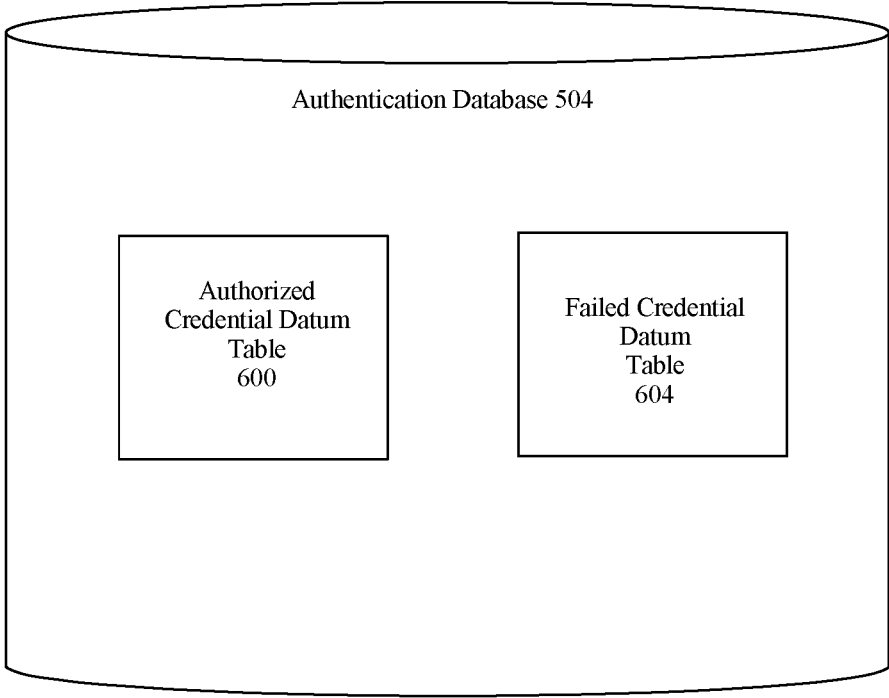 Authentication Database 504
Authorized
Credential Datum
Table
600
Failed Credential
Datum
Table
604